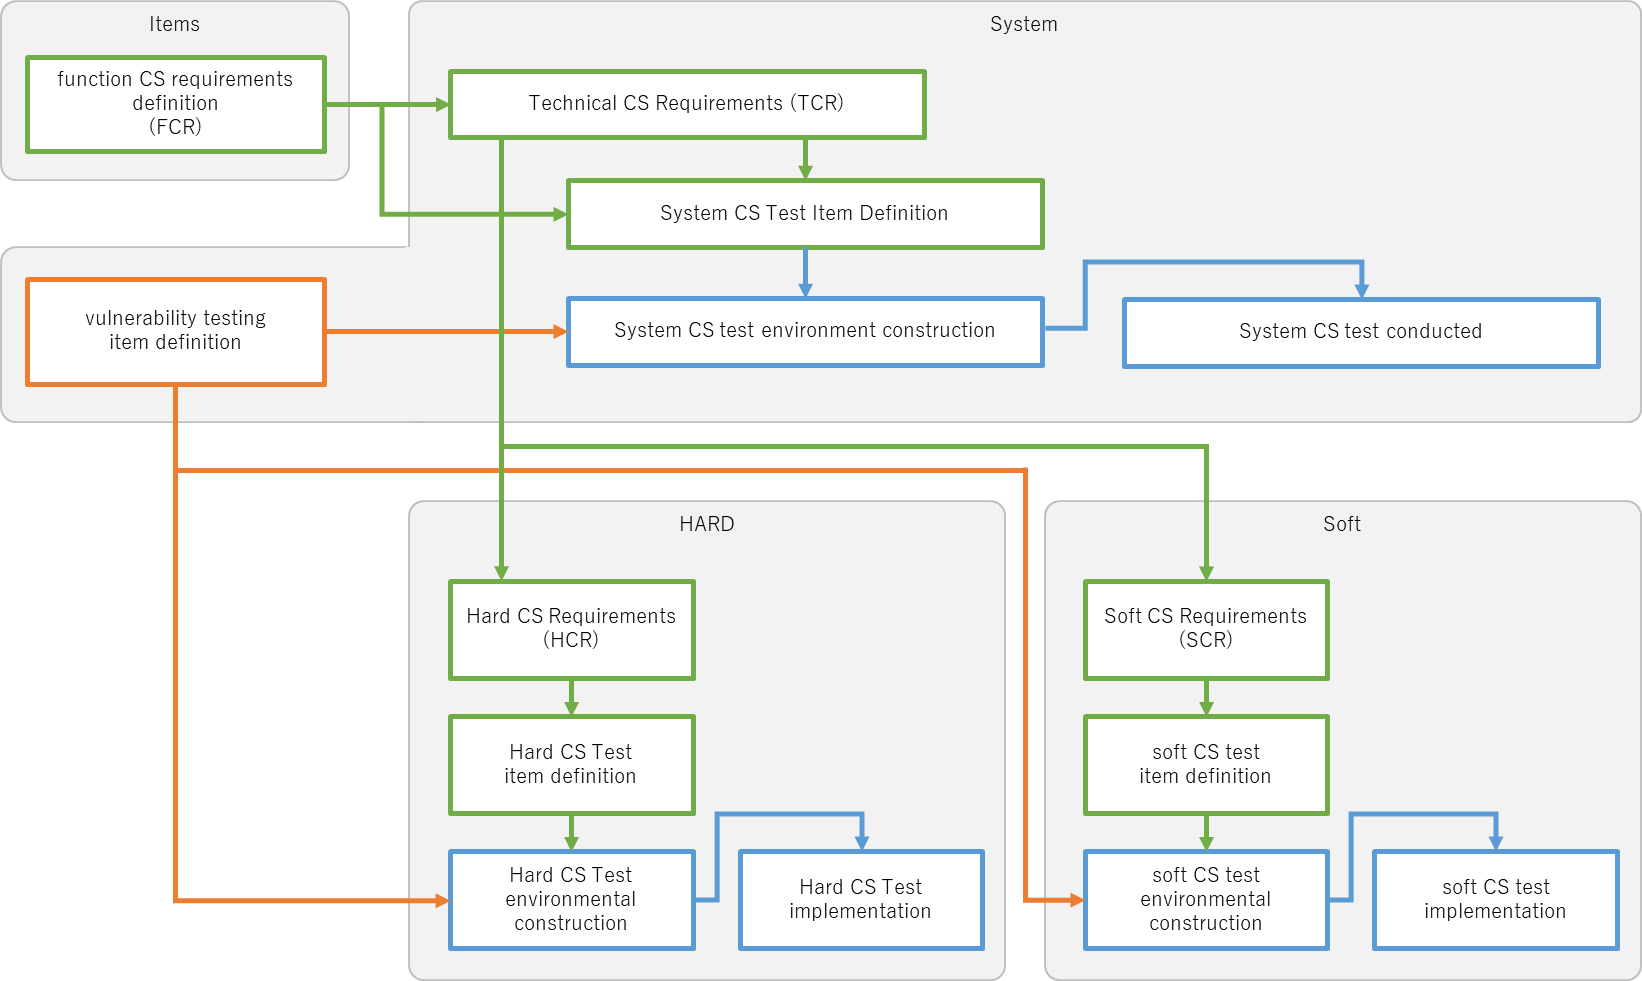 Items
function CS requirements
definition
(FCR)
System
Technical CS Requirements (TCR)
System CS Test Item Definition
vulnerability testing
item definition
System CS test environment construction
System CS test conducted
HARD
Hard CS Requirements
(HCR)
Hard CS Test
item definition
Hard CS Test
environmental
construction
Hard CS Test
implementation
Soft
Soft CS Requirements
(SCR)
soft CS test
item definition
soft CS test
environmental
construction
soft CS test
implementation